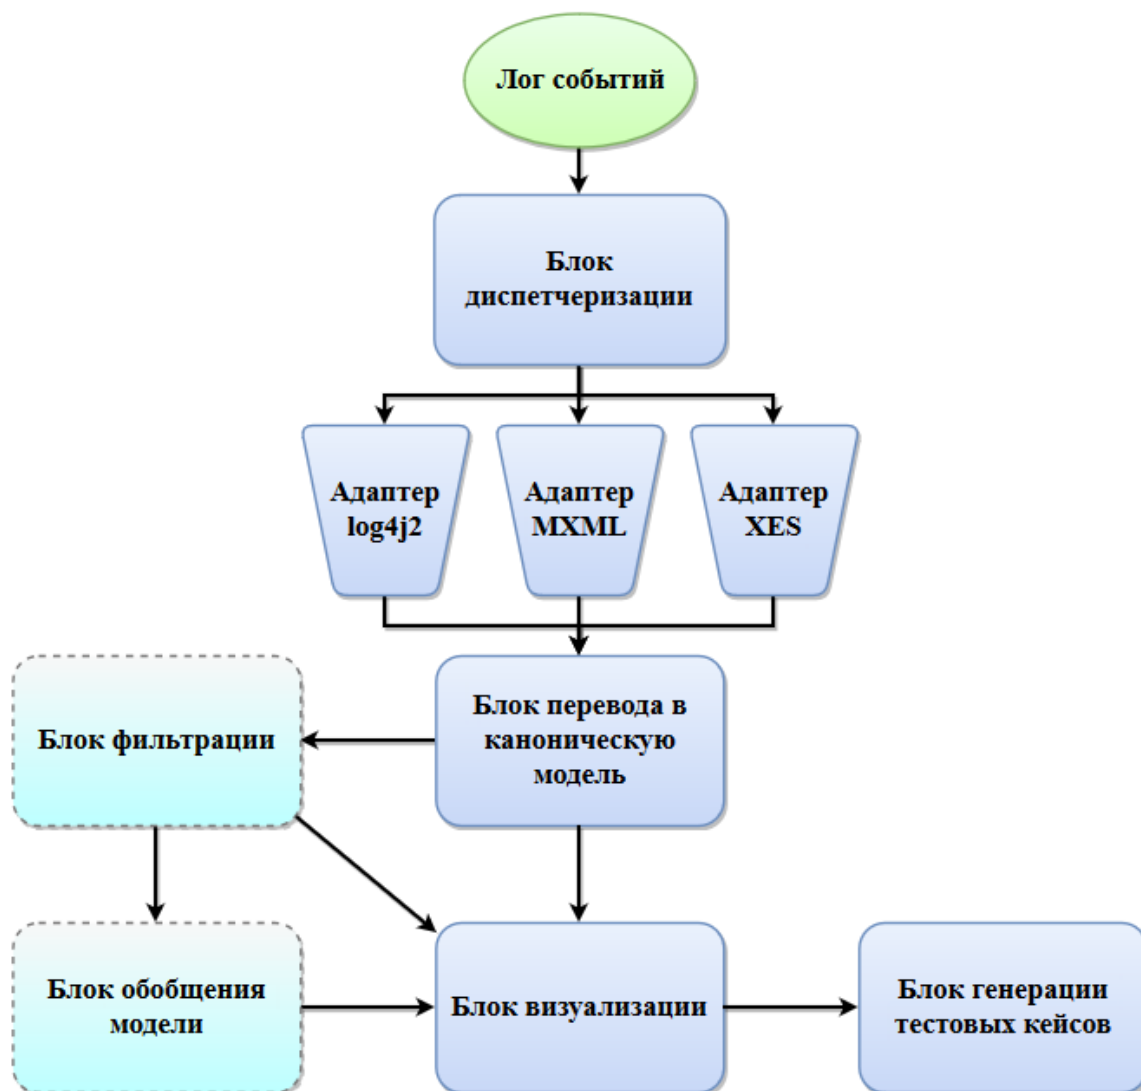 Лог событий
Блок
диспетчеризации
Адаптер
log4j2
Адаптер
MXML
Адаптер
XES
Блок фильтрации
Блок перевода в
каноническую
модель
Блок обобщения
модели
Блок визуализации
Блок генерации
тестовых кейсов